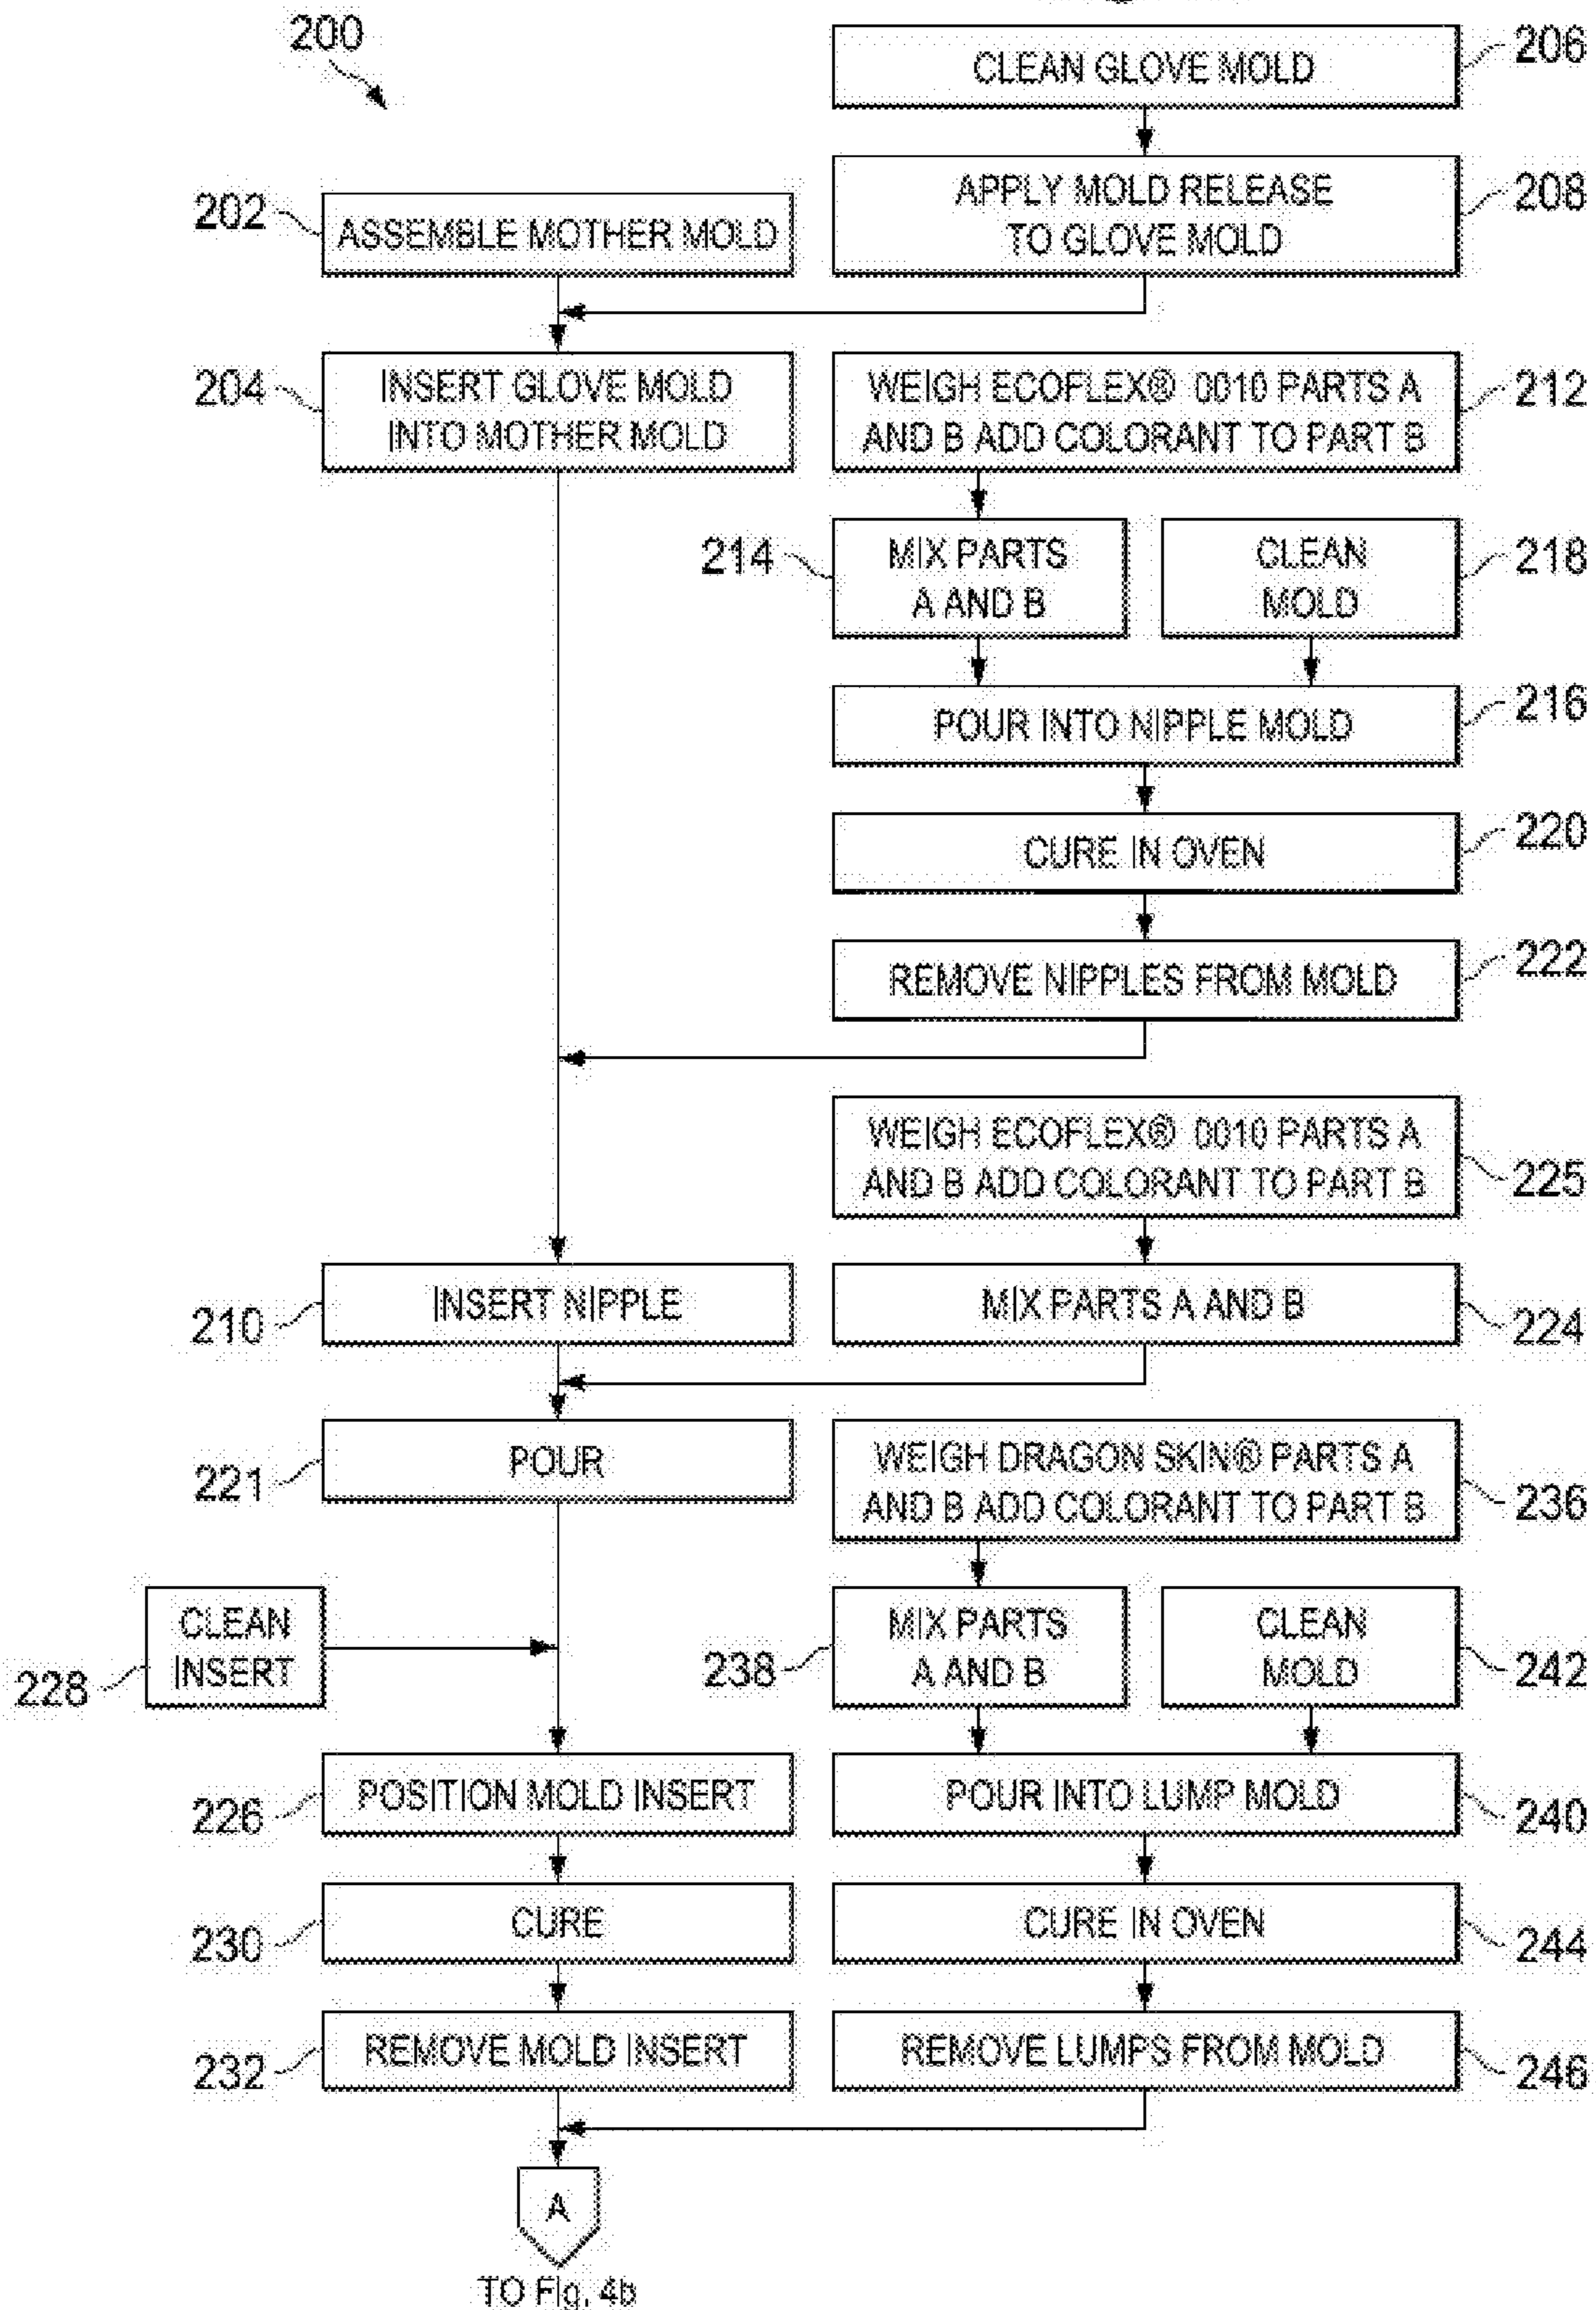 200
CLEAN GLOVE MOLD
206
202
ASSEMBLE MOTHER MOLD
APPLY MOLD RELEASE
TO GLOVE MOLD
208
204
INSERT GLOVE MOLD
INTO MOTHER MOLD
WEIGH ECOFLEX® 0010 PARTS A
AND B ADD COLORANT TO PART B
212
214
MIX PARTS
A AND B
CLEAN
MOLD
218
POUR INTO NIPPLE MOLD
216
CURE IN OVEN
220
REMOVE NIPPLES FROM MOLD
222
WEIGH ECOFLEX® 0010 PARTS A
AND B ADD COLORANT TO PART B
225
210
INSERT NIPPLE
MIX PARTS A AND B
224
221
POUR
WEIGH DRAGON SKIN® PARTS A
AND B ADD COLORANT TO PART B
236
228
CLEAN
INSERT
238
MIX PARTS
A AND B
CLEAN
MOLD
242
226
POSITION MOLD INSERT
POUR INTO LUMP MOLD
240
230
CURE
CURE IN OVEN
244
232
REMOVE MOLD INSERT
REMOVE LUMPS FROM MOLD
246
A
TO Fig. 4b